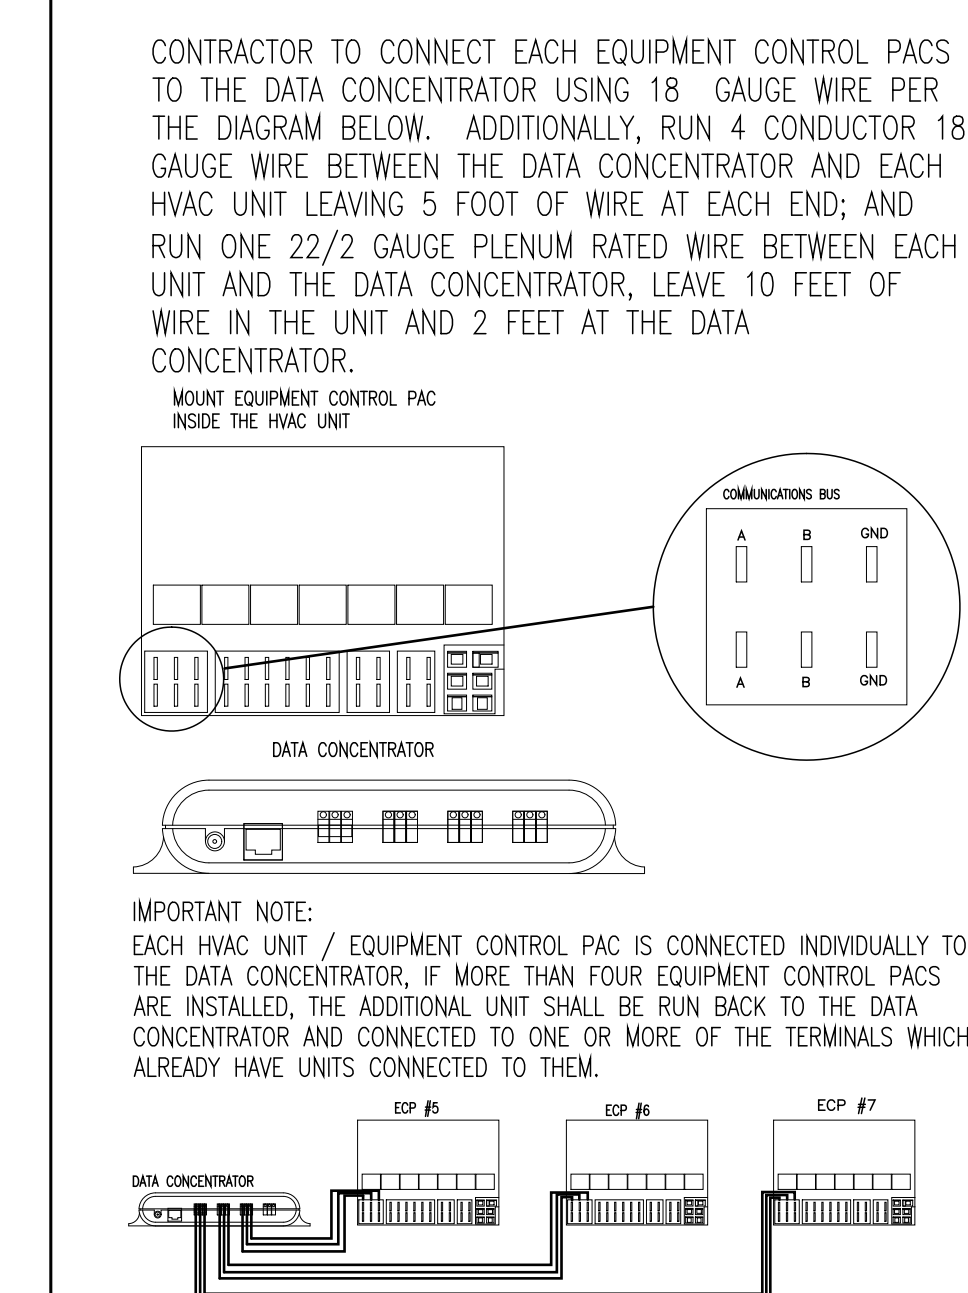 CONTRACTOR TO CONNECT EACH EQUIPMENT CONTROL PACS
TO THE DATA CONCENTRATOR USING 18 GAUGE WIRE PER
THE DIAGRAM BELOW. ADDITIONALLY, RUN 4 CONDUCTOR 18
GAUGE WIRE BETWEEN THE DATA CONCENTRATOR AND EACH
HVAC UNIT LEAVING 5 FOOT OF WIRE AT EACH END; AND
RUN ONE 22/2 GAUGE PLENUM RATED WIRE BETWEEN EACH
UNIT AND THE DATA CONCENTRATOR, LEAVE 10 FEET OF
WIRE IN THE UNIT AND 2 FEET AT THE DATA
CONCENTRATOR.
MOUNT EQUIPMENT CONTROL PAC
INSIDE THE HVAC UNIT
COMMUNICATIONS BUS
A B GND
A B GND
DATA CONCENTRATOR
IMPORTANT NOTE:
EACH HVAC UNIT / EQUIPMENT CONTROL PAC IS CONNECTED INDIVIDUALLY TO
THE DATA CONCENTRATOR, IF MORE THAN FOUR EQUIPMENT CONTROL PACS
ARE INSTALLED, THE ADDITIONAL UNIT SHALL BE RUN BACK TO THE DATA
CONCENTRATOR AND CONNECTED TO ONE OR MORE OF THE TERMINALS WHICH
ALREADY HAVE UNITS CONNECTED TO THEM.
ECP #5
ECP #6
ECP #7
DATA CONCENTRATOR